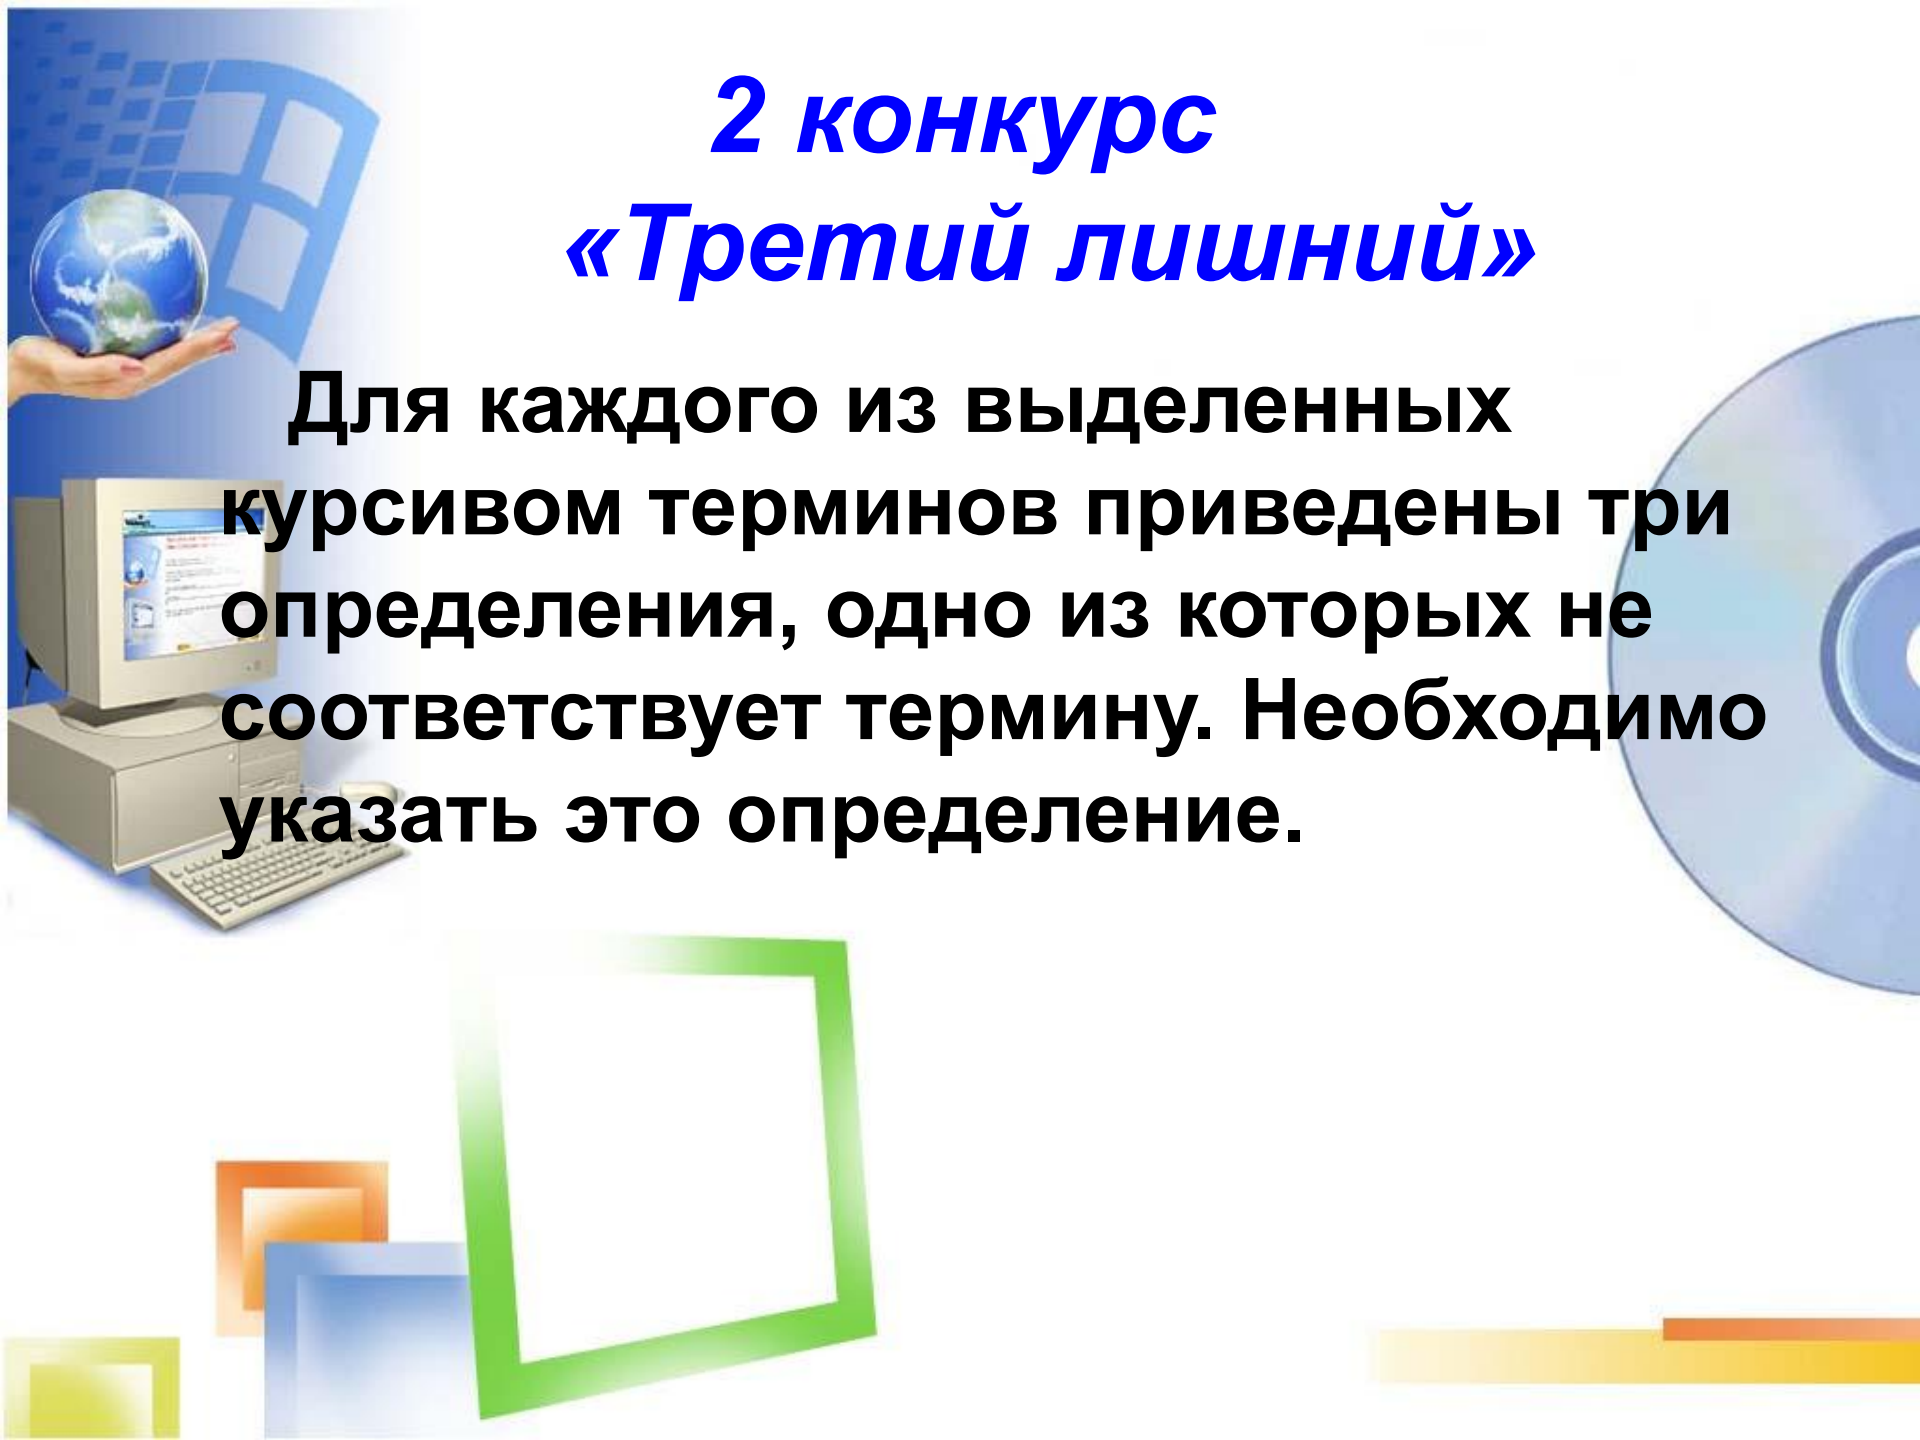 2 конкурс
«Третий лишний»
Для каждого из выделенных
курсивом терминов приведены три
определения, одно из которых не
соответствует термину. Необходимо
указать это определение.